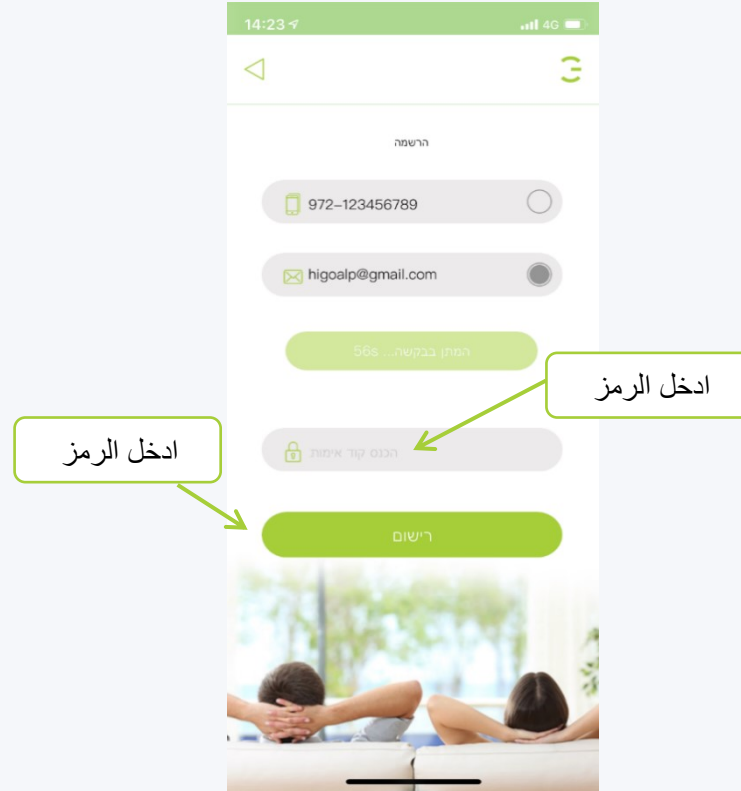 14:23
4G
הרשמה
972-123456789
higoalp@gmail.com
המתן בבקשה... 56s
ادخل الرمز
ادخل الرمز
הכנס קוד אימות
רישום